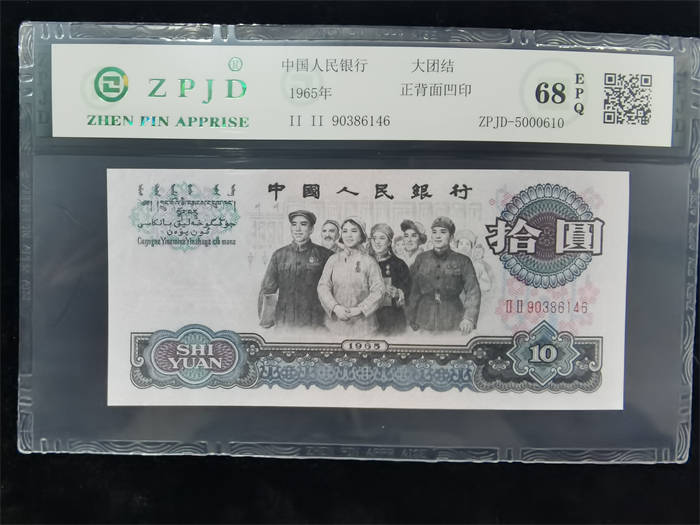 ZPJD ®
ZHEN PIN APPRISE
中国人民银行 大团结
1965年 正背面凹印
II II 90386146 ZPJD-5000610
68 EPQ
中國人民銀行
拾圓
II II 90386146
1965
SHI
YUAN
10